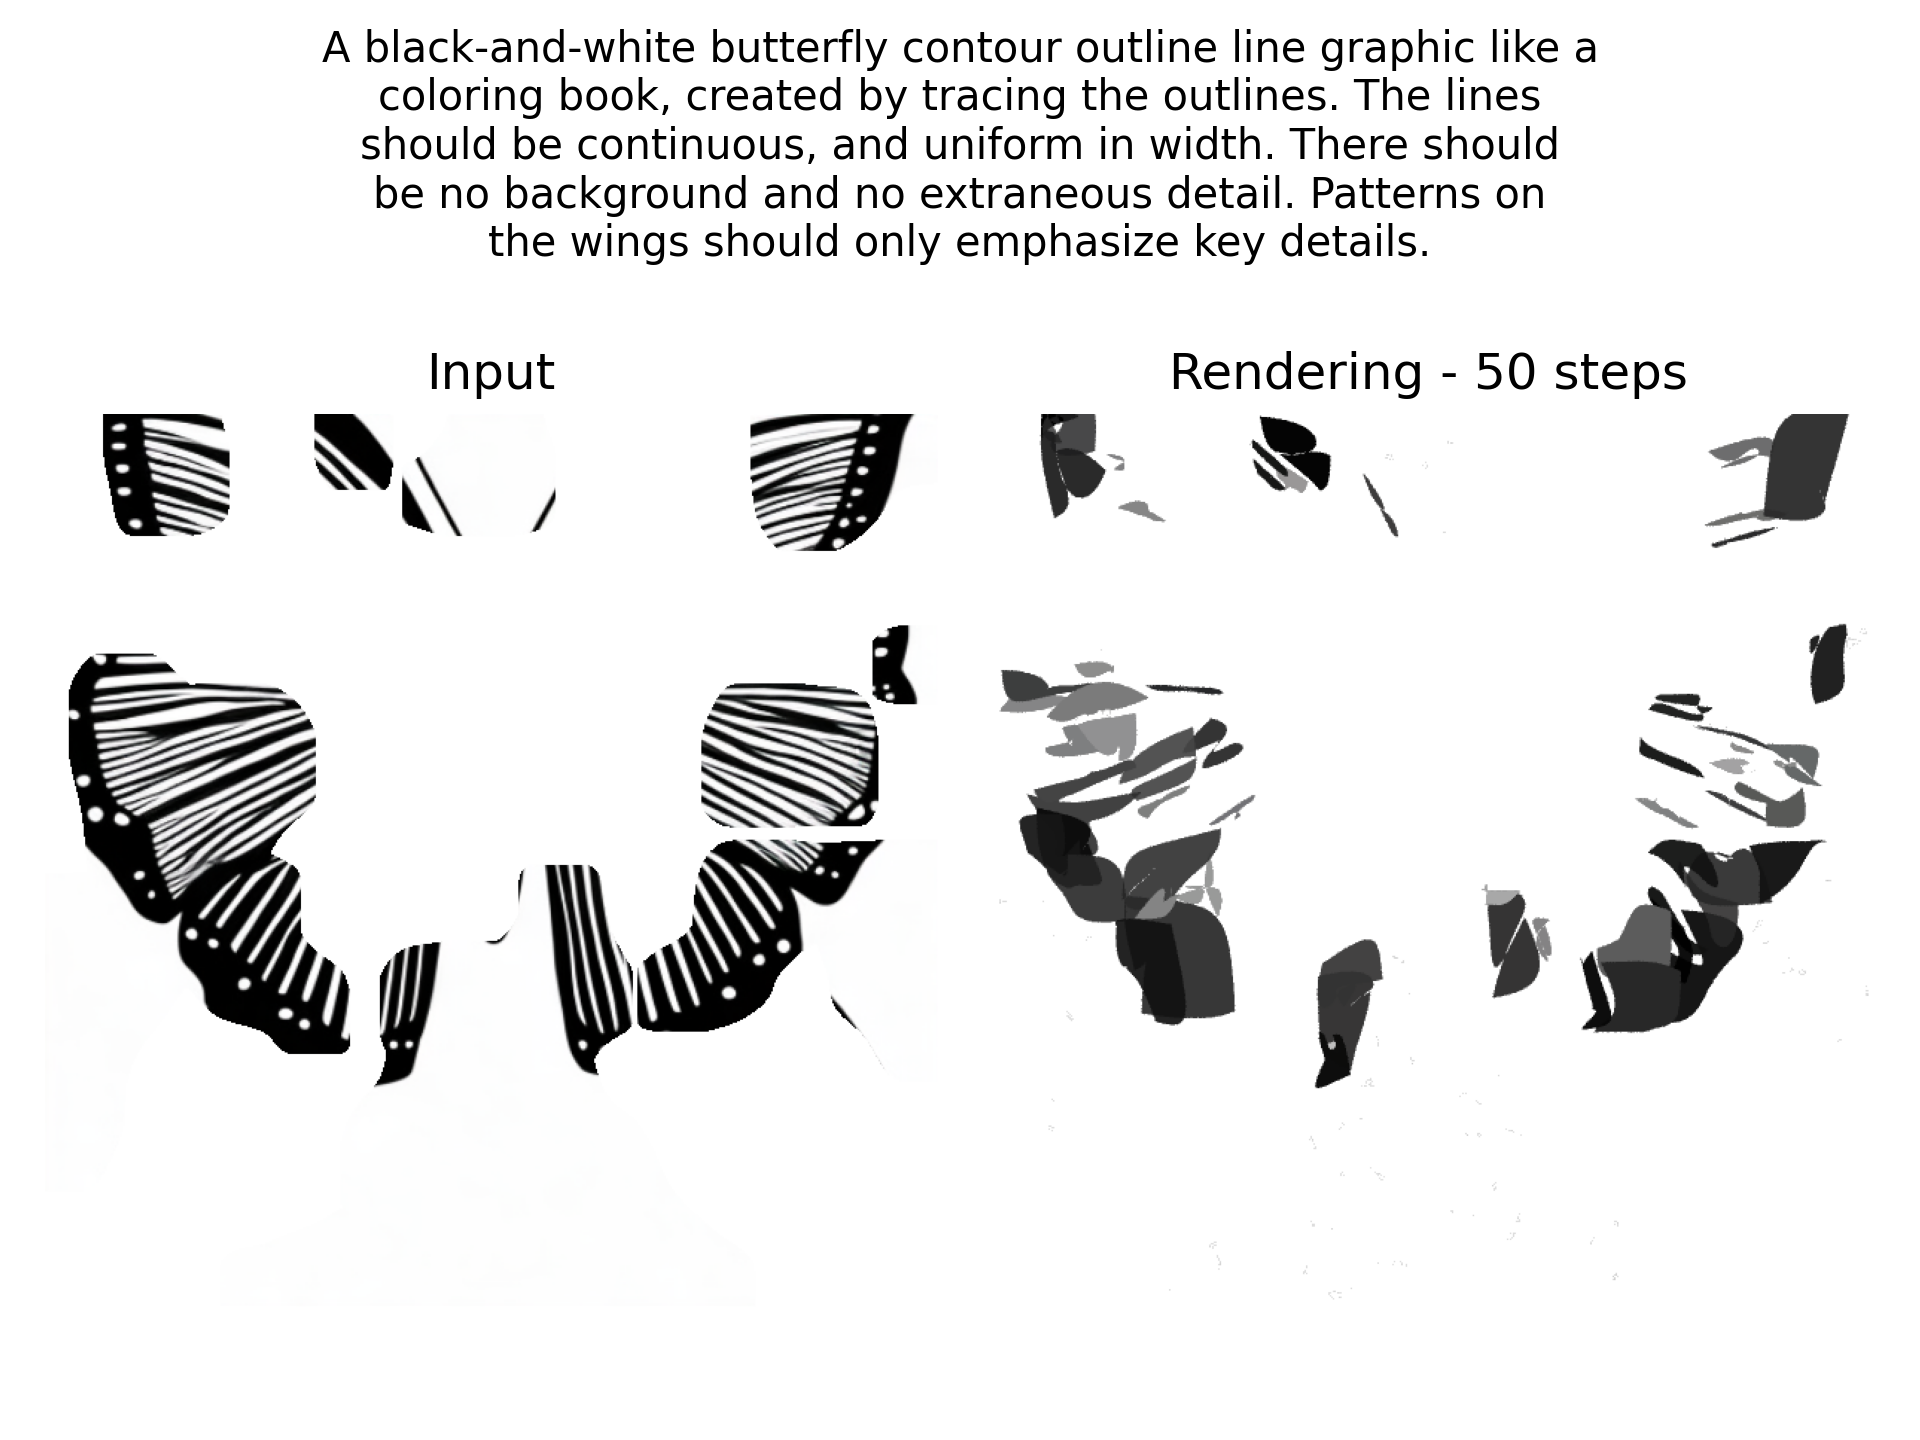 A black-and-white butterfly contour outline line graphic like a
coloring book, created by tracing the outlines. The lines
should be continuous, and uniform in width. There should
be no background and no extraneous detail. Patterns on
the wings should only emphasize key details.
Input
Rendering - 50 steps